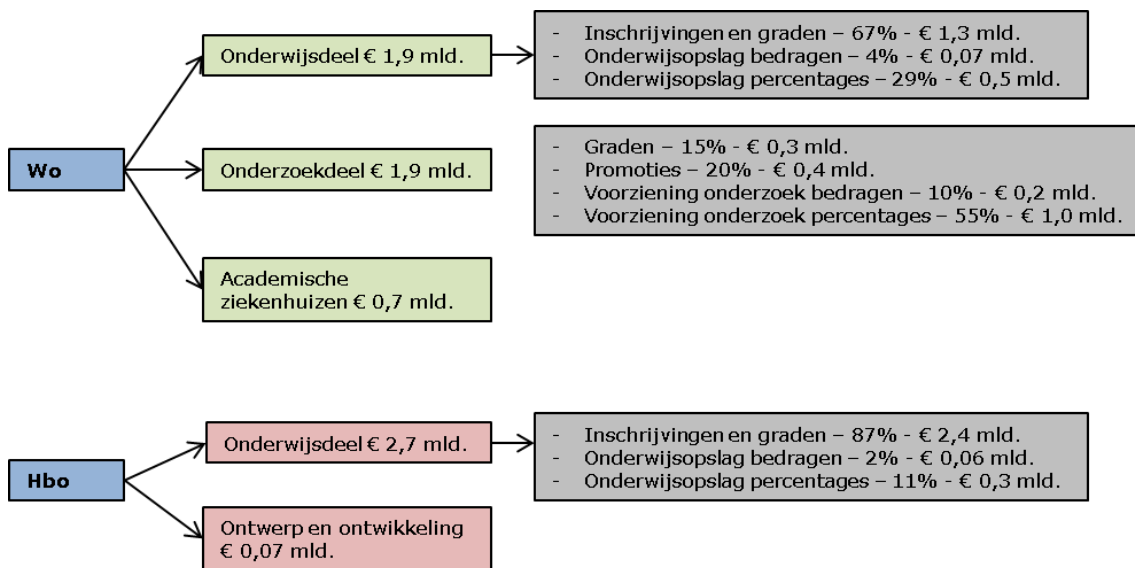 Wo
Onderwijsdeel € 1,9 mld.
- Inschrijvingen en graden – 67% - € 1,3 mld.
- Onderwijsopslag bedragen – 4% - € 0,07 mld.
- Onderwijsopslag percentages – 29% - € 0,5 mld.
Onderzoekdeel € 1,9 mld.
- Graden – 15% - € 0,3 mld.
- Promoties – 20% - € 0,4 mld.
- Voorziening onderzoek bedragen – 10% - € 0,2 mld.
- Voorziening onderzoek percentages – 55% - € 1,0 mld.
Academische
ziekenhuizen € 0,7 mld.
Hbo
Onderwijsdeel € 2,7 mld.
- Inschrijvingen en graden – 87% - € 2,4 mld.
- Onderwijsopslag bedragen – 2% - € 0,06 mld.
- Onderwijsopslag percentages – 11% - € 0,3 mld.
Ontwerp en ontwikkeling
€ 0,07 mld.